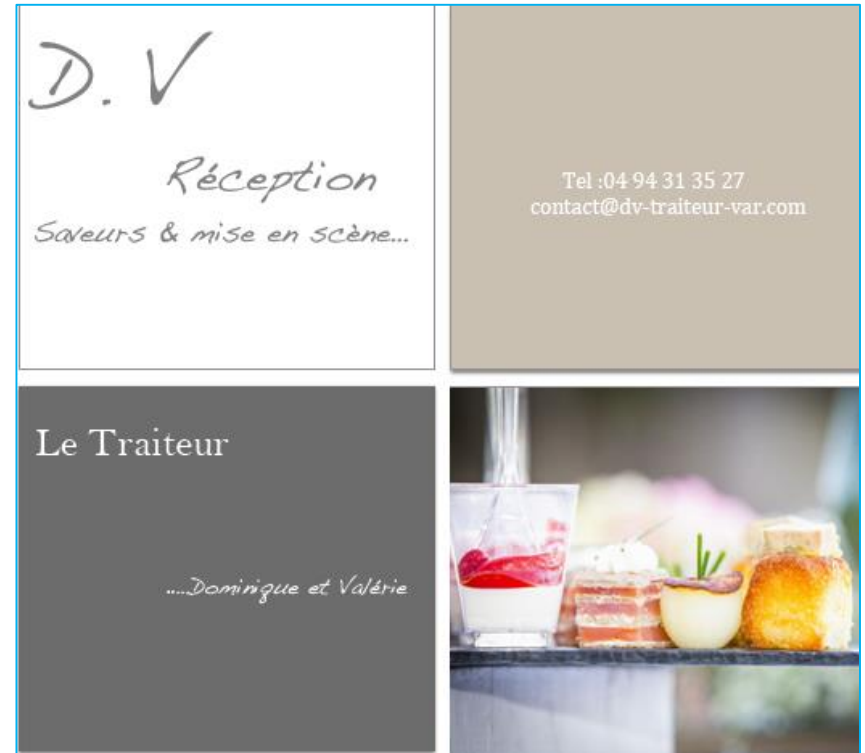 D. V
Réception
Saveurs & mise en scène...
Tel :04 94 31 35 27
contact@dv-traiteur-var.com
Le Traiteur
.....Dominique et Valérie